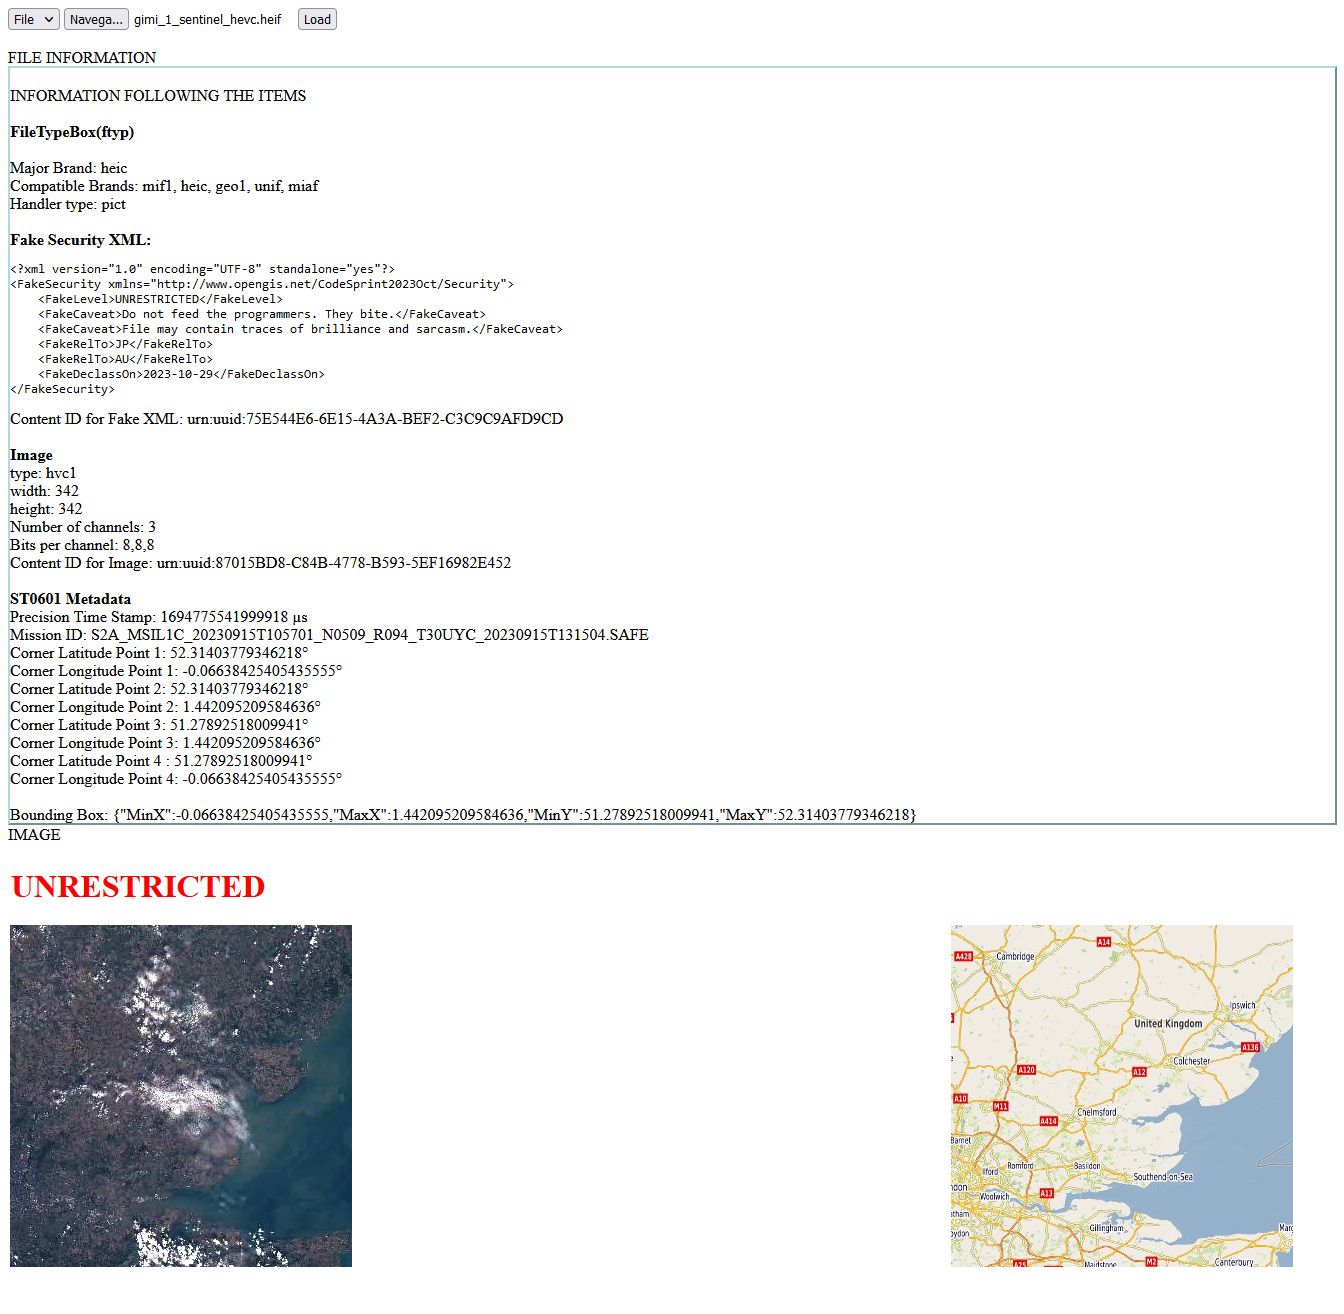 File Navega... gimi_1_sentinel_hevc.heif Load
FILE INFORMATION
INFORMATION FOLLOWING THE ITEMS
FileTypeBox(ftyp)
Major Brand: heic
Compatible Brands: mif1, heic, geo1, unif, miaf
Handler type: pict
Fake Security XML:
<?xml version="1.0" encoding="UTF-8" standalone="yes"?>
<FakeSecurity xmlns="http://www.opengis.net/CodeSprint2023Oct/Security">
    <FakeLevel>UNRESTRICTED</FakeLevel>
    <FakeCaveat>Do not feed the programmers. They bite.</FakeCaveat>
    <FakeCaveat>File may contain traces of brilliance and sarcasm.</FakeCaveat>
    <FakeRelTo>JP</FakeRelTo>
    <FakeRelTo>AU</FakeRelTo>
    <FakeDeclassOn>2023-10-29</FakeDeclassOn>
</FakeSecurity>
Content ID for Fake XML: urn:uuid:75E544E6-6E15-4A3A-BEF2-C3C9C9AFD9CD
Image
type: hvc1
width: 342
height: 342
Number of channels: 3
Bits per channel: 8,8,8
Content ID for Image: urn:uuid:87015BD8-C84B-4778-B593-5EF16982E452
ST0601 Metadata
Precision Time Stamp: 1694775541999918 µs
Mission ID: S2A_MSIL1C_20230915T105701_N0509_R094_T30UYC_20230915T131504.SAFE
Corner Latitude Point 1: 52.31403779346218°
Corner Longitude Point 1: -0.06638425405435555°
Corner Latitude Point 2: 52.31403779346218°
Corner Longitude Point 2: 1.442095209584636°
Corner Latitude Point 3: 51.27892518009941°
Corner Longitude Point 3: 1.442095209584636°
Corner Latitude Point 4 : 51.27892518009941°
Corner Longitude Point 4: -0.06638425405435555°
Bounding Box: {"MinX":-0.06638425405435555,"MaxX":1.442095209584636,"MinY":51.27892518009941,"MaxY":52.31403779346218}
IMAGE
UNRESTRICTED
A14
A428
Cambridge
Ipswich
United Kingdom
A136
Colchester
A120
A12
A10
M11
Chelmsford
A414
Barnet
Ilford
Romford
Basildon
Southend-on-Sea
ndon
Woolwich
A13
tham
Gillingham
Mar
oydon
A25
Maidstone
M2
Canterbury